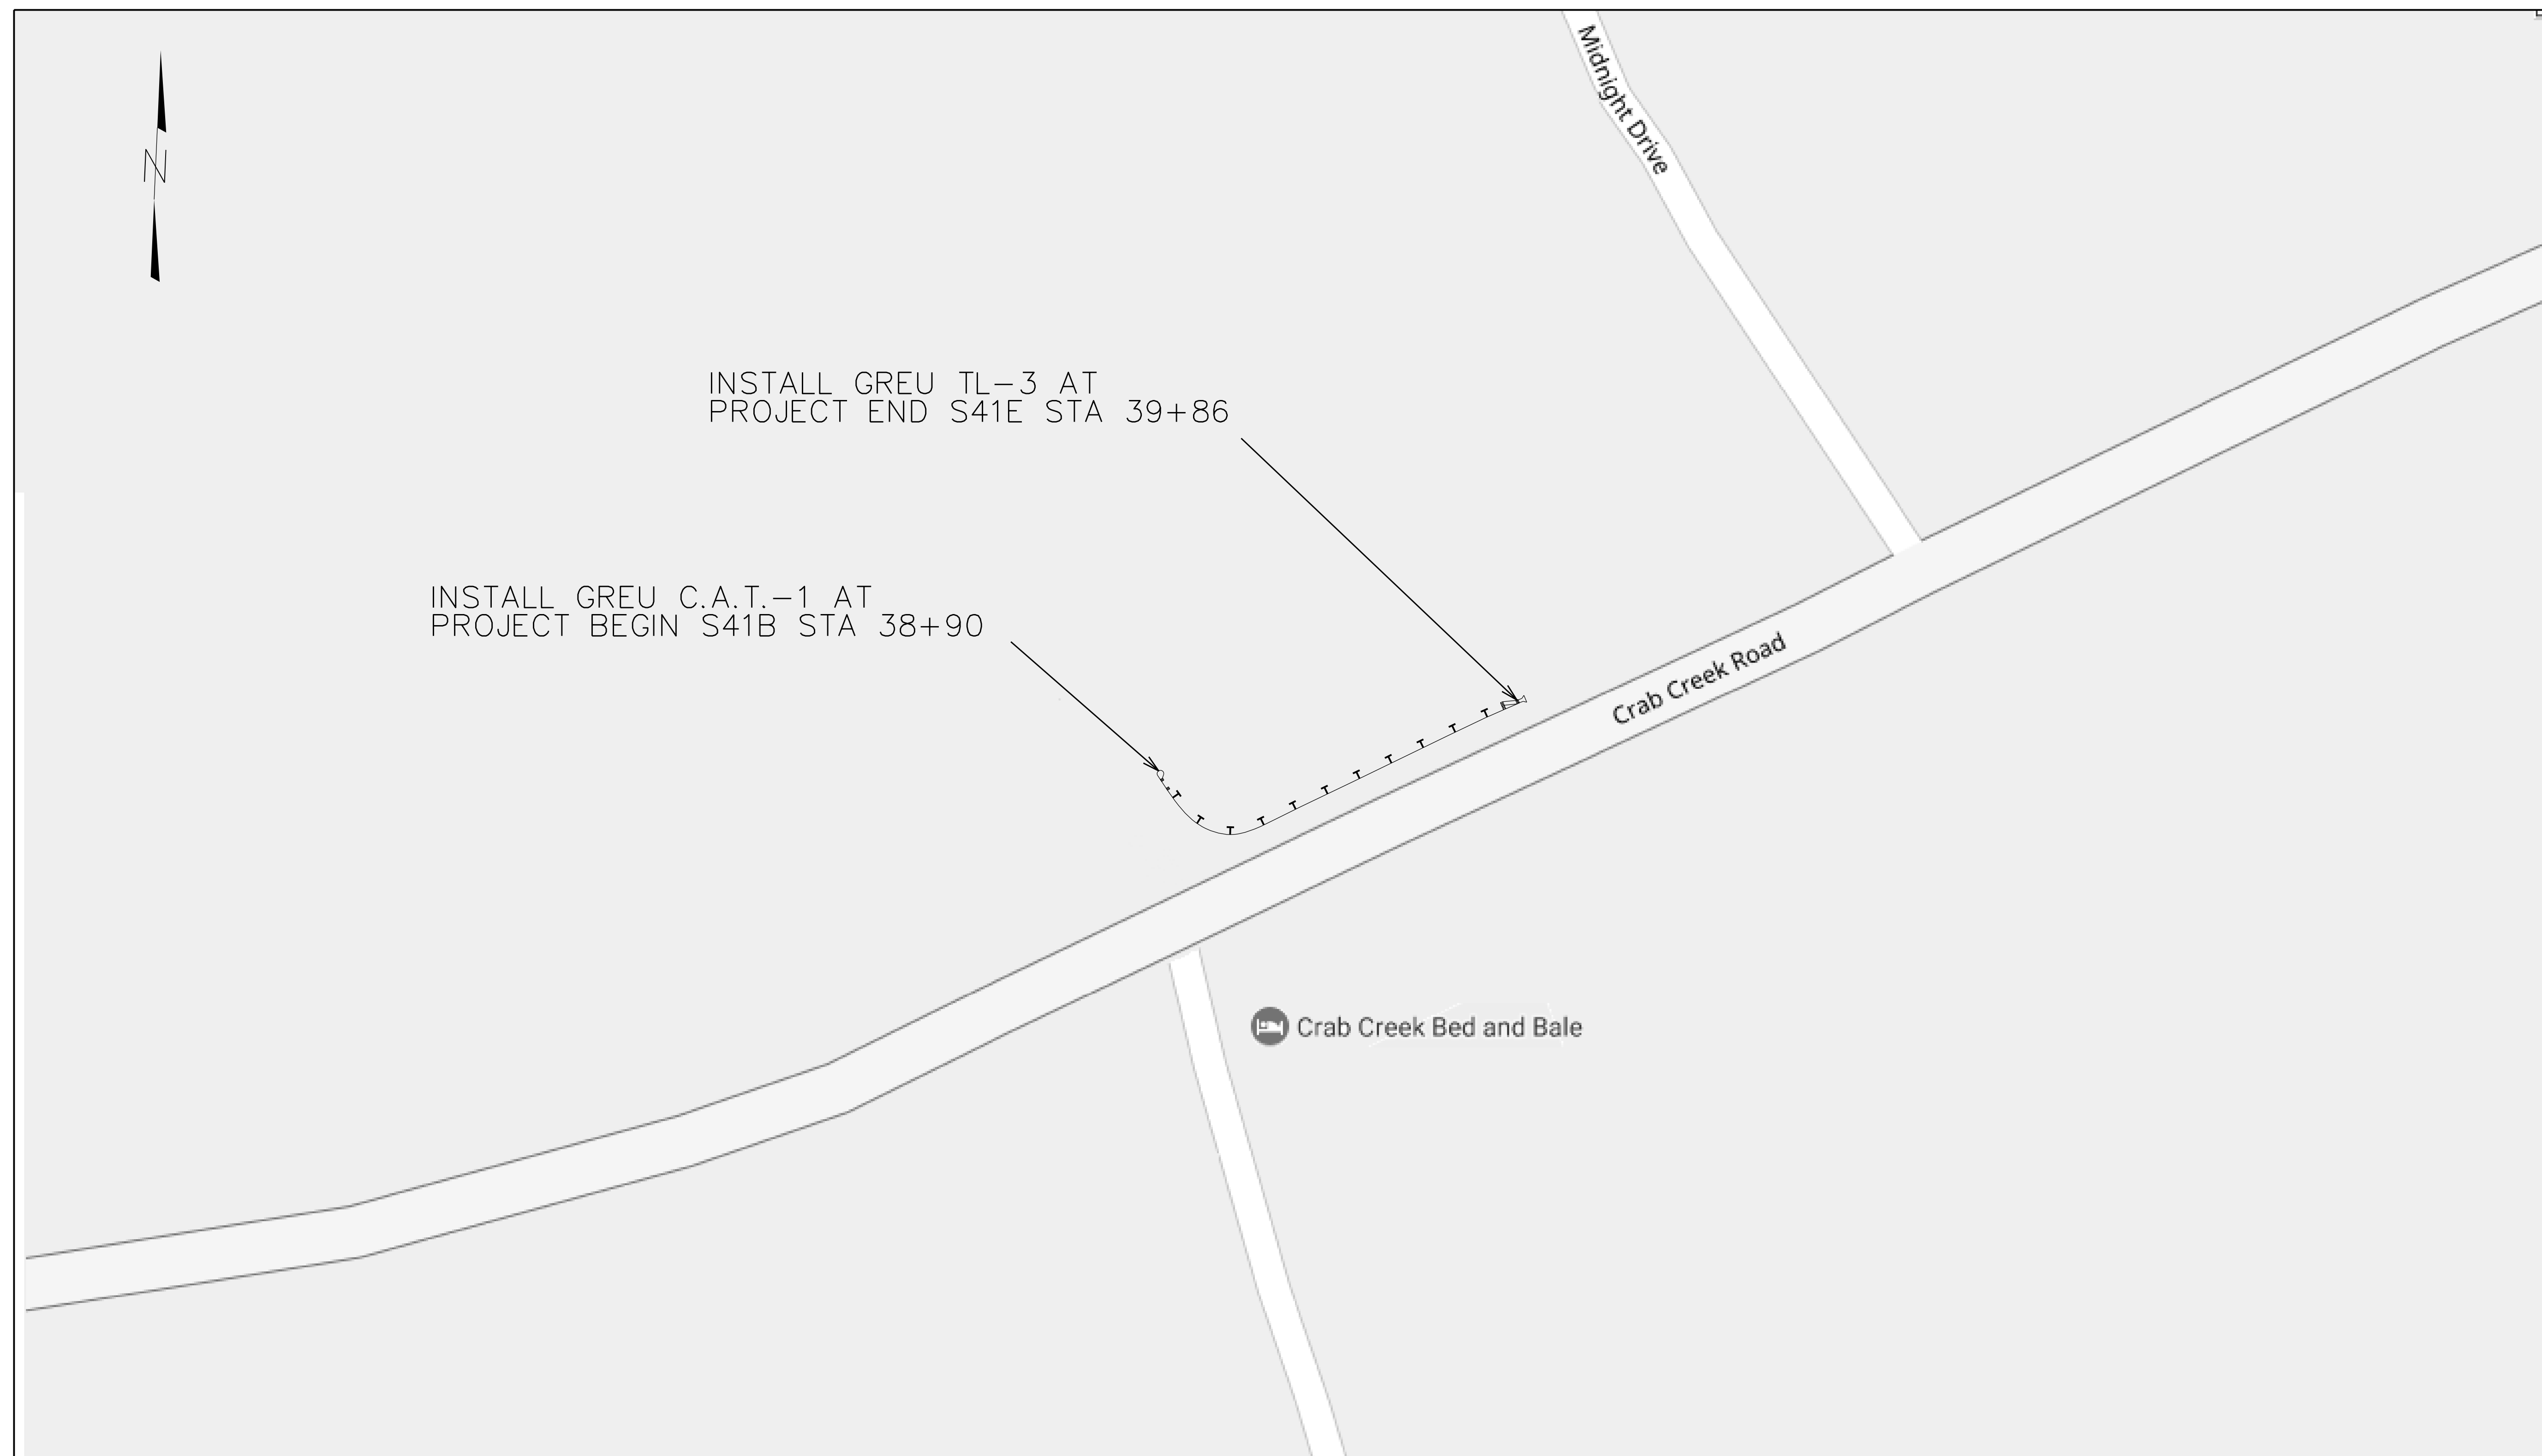 Midnight Drive
N
INSTALL GREU TL-3 AT
PROJECT END S41E STA 39+86
INSTALL GREU C.A.T.-1 AT
PROJECT BEGIN S41B STA 38+90
Crab Creek Road
Crab Creek Bed and Bale